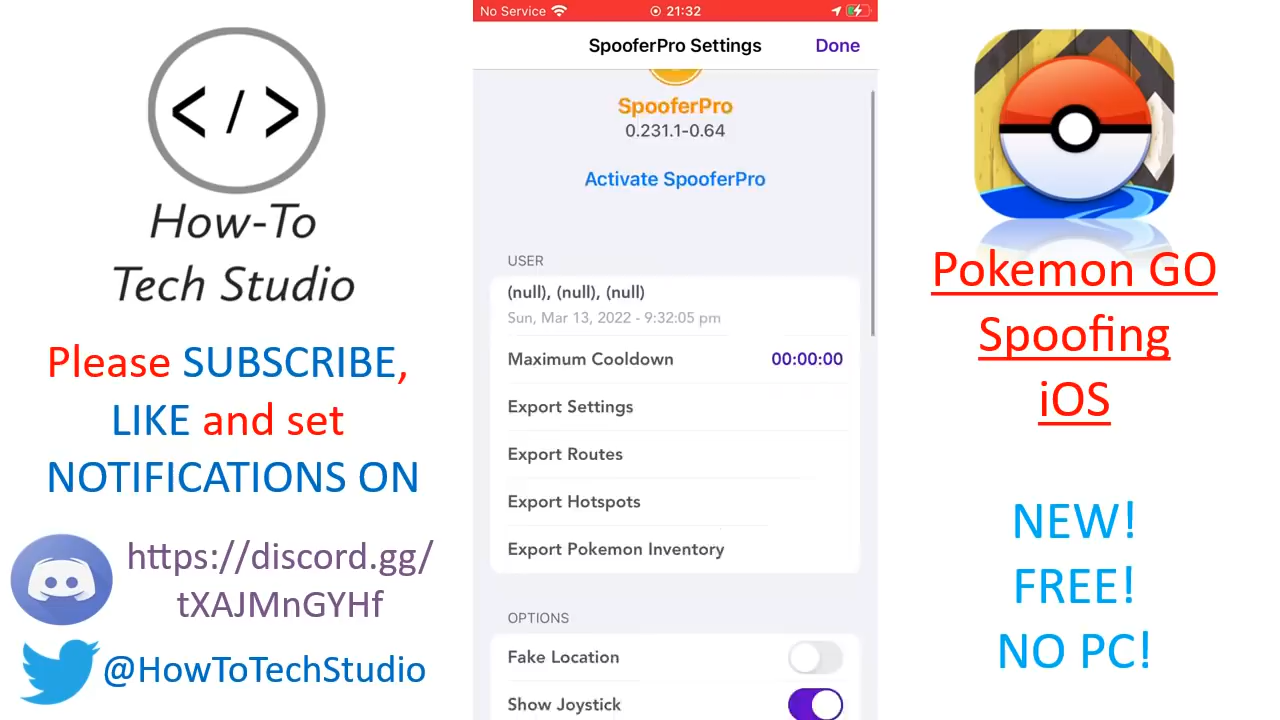 </>
How-To
Tech Studio
Please SUBSCRIBE,
LIKE and set
NOTIFICATIONS ON
https://discord.gg/
tXAJMnGYHf
@HowToTechStudio
No Service 21:32
SpooferPro Settings Done
SpooferPro
0.231.1-0.64
Activate SpooferPro
USER
(null), (null), (null)
Sun, Mar 13, 2022 - 9:32:05 pm
Maximum Cooldown 00:00:00
Export Settings
Export Routes
Export Hotspots
Export Pokemon Inventory
OPTIONS
Fake Location
Show Joystick
Pokemon GO
Spoofing
iOS
NEW!
FREE!
NO PC!